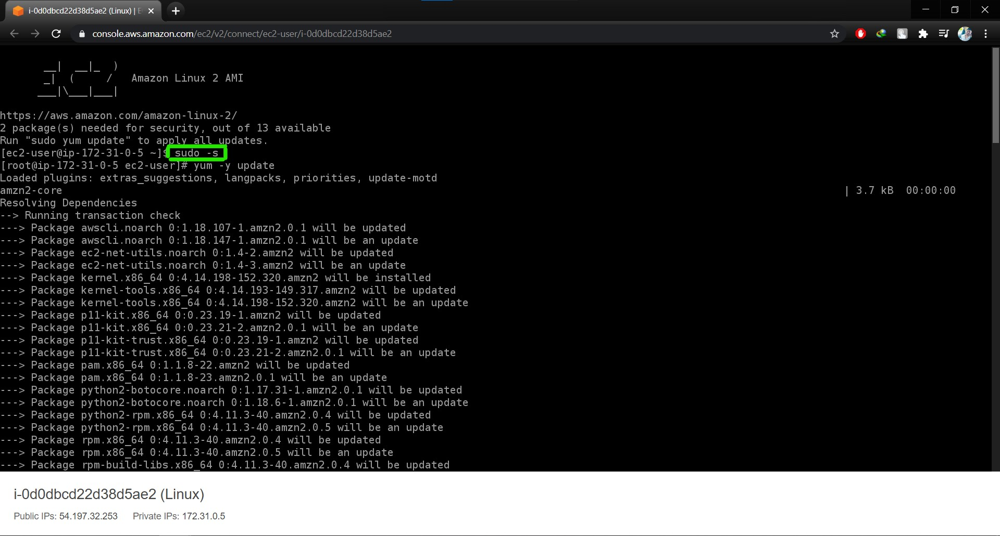 i-0d0dbcd22d38d5ae2 (Linux) | E
console.aws.amazon.com/ec2/v2/connect/ec2-user/i-0d0dbcd22d38d5ae2
__|  __|_  )
_|  (     /   Amazon Linux 2 AMI
___|\___|___|
https://aws.amazon.com/amazon-linux-2/
2 package(s) needed for security, out of 13 available
Run "sudo yum update" to apply all updates.
[ec2-user@ip-172-31-0-5 ~]$ sudo -s
[root@ip-172-31-0-5 ec2-user]# yum -y update
Loaded plugins: extras_suggestions, langpacks, priorities, update-motd
amzn2-core | 3.7 kB  00:00:00
Resolving Dependencies
--> Running transaction check
---> Package awscli.noarch 0:1.18.107-1.amzn2.0.1 will be updated
---> Package awscli.noarch 0:1.18.147-1.amzn2.0.1 will be an update
---> Package ec2-net-utils.noarch 0:1.4-2.amzn2 will be updated
---> Package ec2-net-utils.noarch 0:1.4-3.amzn2 will be an update
---> Package kernel.x86_64 0:4.14.198-152.320.amzn2 will be installed
---> Package kernel-tools.x86_64 0:4.14.193-149.317.amzn2 will be updated
---> Package kernel-tools.x86_64 0:4.14.198-152.320.amzn2 will be an update
---> Package p11-kit.x86_64 0:0.23.19-1.amzn2 will be updated
---> Package p11-kit.x86_64 0:0.23.21-2.amzn2.0.1 will be an update
---> Package p11-kit-trust.x86_64 0:0.23.19-1.amzn2 will be updated
---> Package p11-kit-trust.x86_64 0:0.23.21-2.amzn2.0.1 will be an update
---> Package pam.x86_64 0:1.1.8-22.amzn2 will be updated
---> Package pam.x86_64 0:1.1.8-23.amzn2.0.1 will be an update
---> Package python2-botocore.noarch 0:1.17.31-1.amzn2.0.1 will be updated
---> Package python2-botocore.noarch 0:1.18.6-1.amzn2.0.1 will be an update
---> Package python2-rpm.x86_64 0:4.11.3-40.amzn2.0.4 will be updated
---> Package python2-rpm.x86_64 0:4.11.3-40.amzn2.0.5 will be an update
---> Package rpm.x86_64 0:4.11.3-40.amzn2.0.4 will be updated
---> Package rpm.x86_64 0:4.11.3-40.amzn2.0.5 will be an update
---> Package rpm-build-libs.x86_64 0:4.11.3-40.amzn2.0.4 will be updated
i-0d0dbcd22d38d5ae2 (Linux)
Public IPs: 54.197.32.253 Private IPs: 172.31.0.5